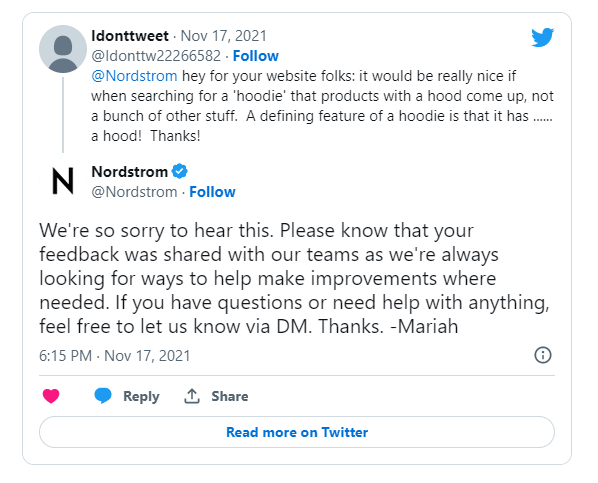 Idonttweet · Nov 17, 2021
@Idonttw22266582 · Follow
@Nordstrom hey for your website folks: it would be really nice if
when searching for a 'hoodie' that products with a hood come up, not
a bunch of other stuff.  A defining feature of a hoodie is that it has ......
a hood!  Thanks!
N
Nordstrom
@Nordstrom · Follow
We're so sorry to hear this. Please know that your
feedback was shared with our teams as we're always
looking for ways to help make improvements where
needed. If you have questions or need help with anything,
feel free to let us know via DM. Thanks. -Mariah
6:15 PM · Nov 17, 2021
Reply Share
Read more on Twitter